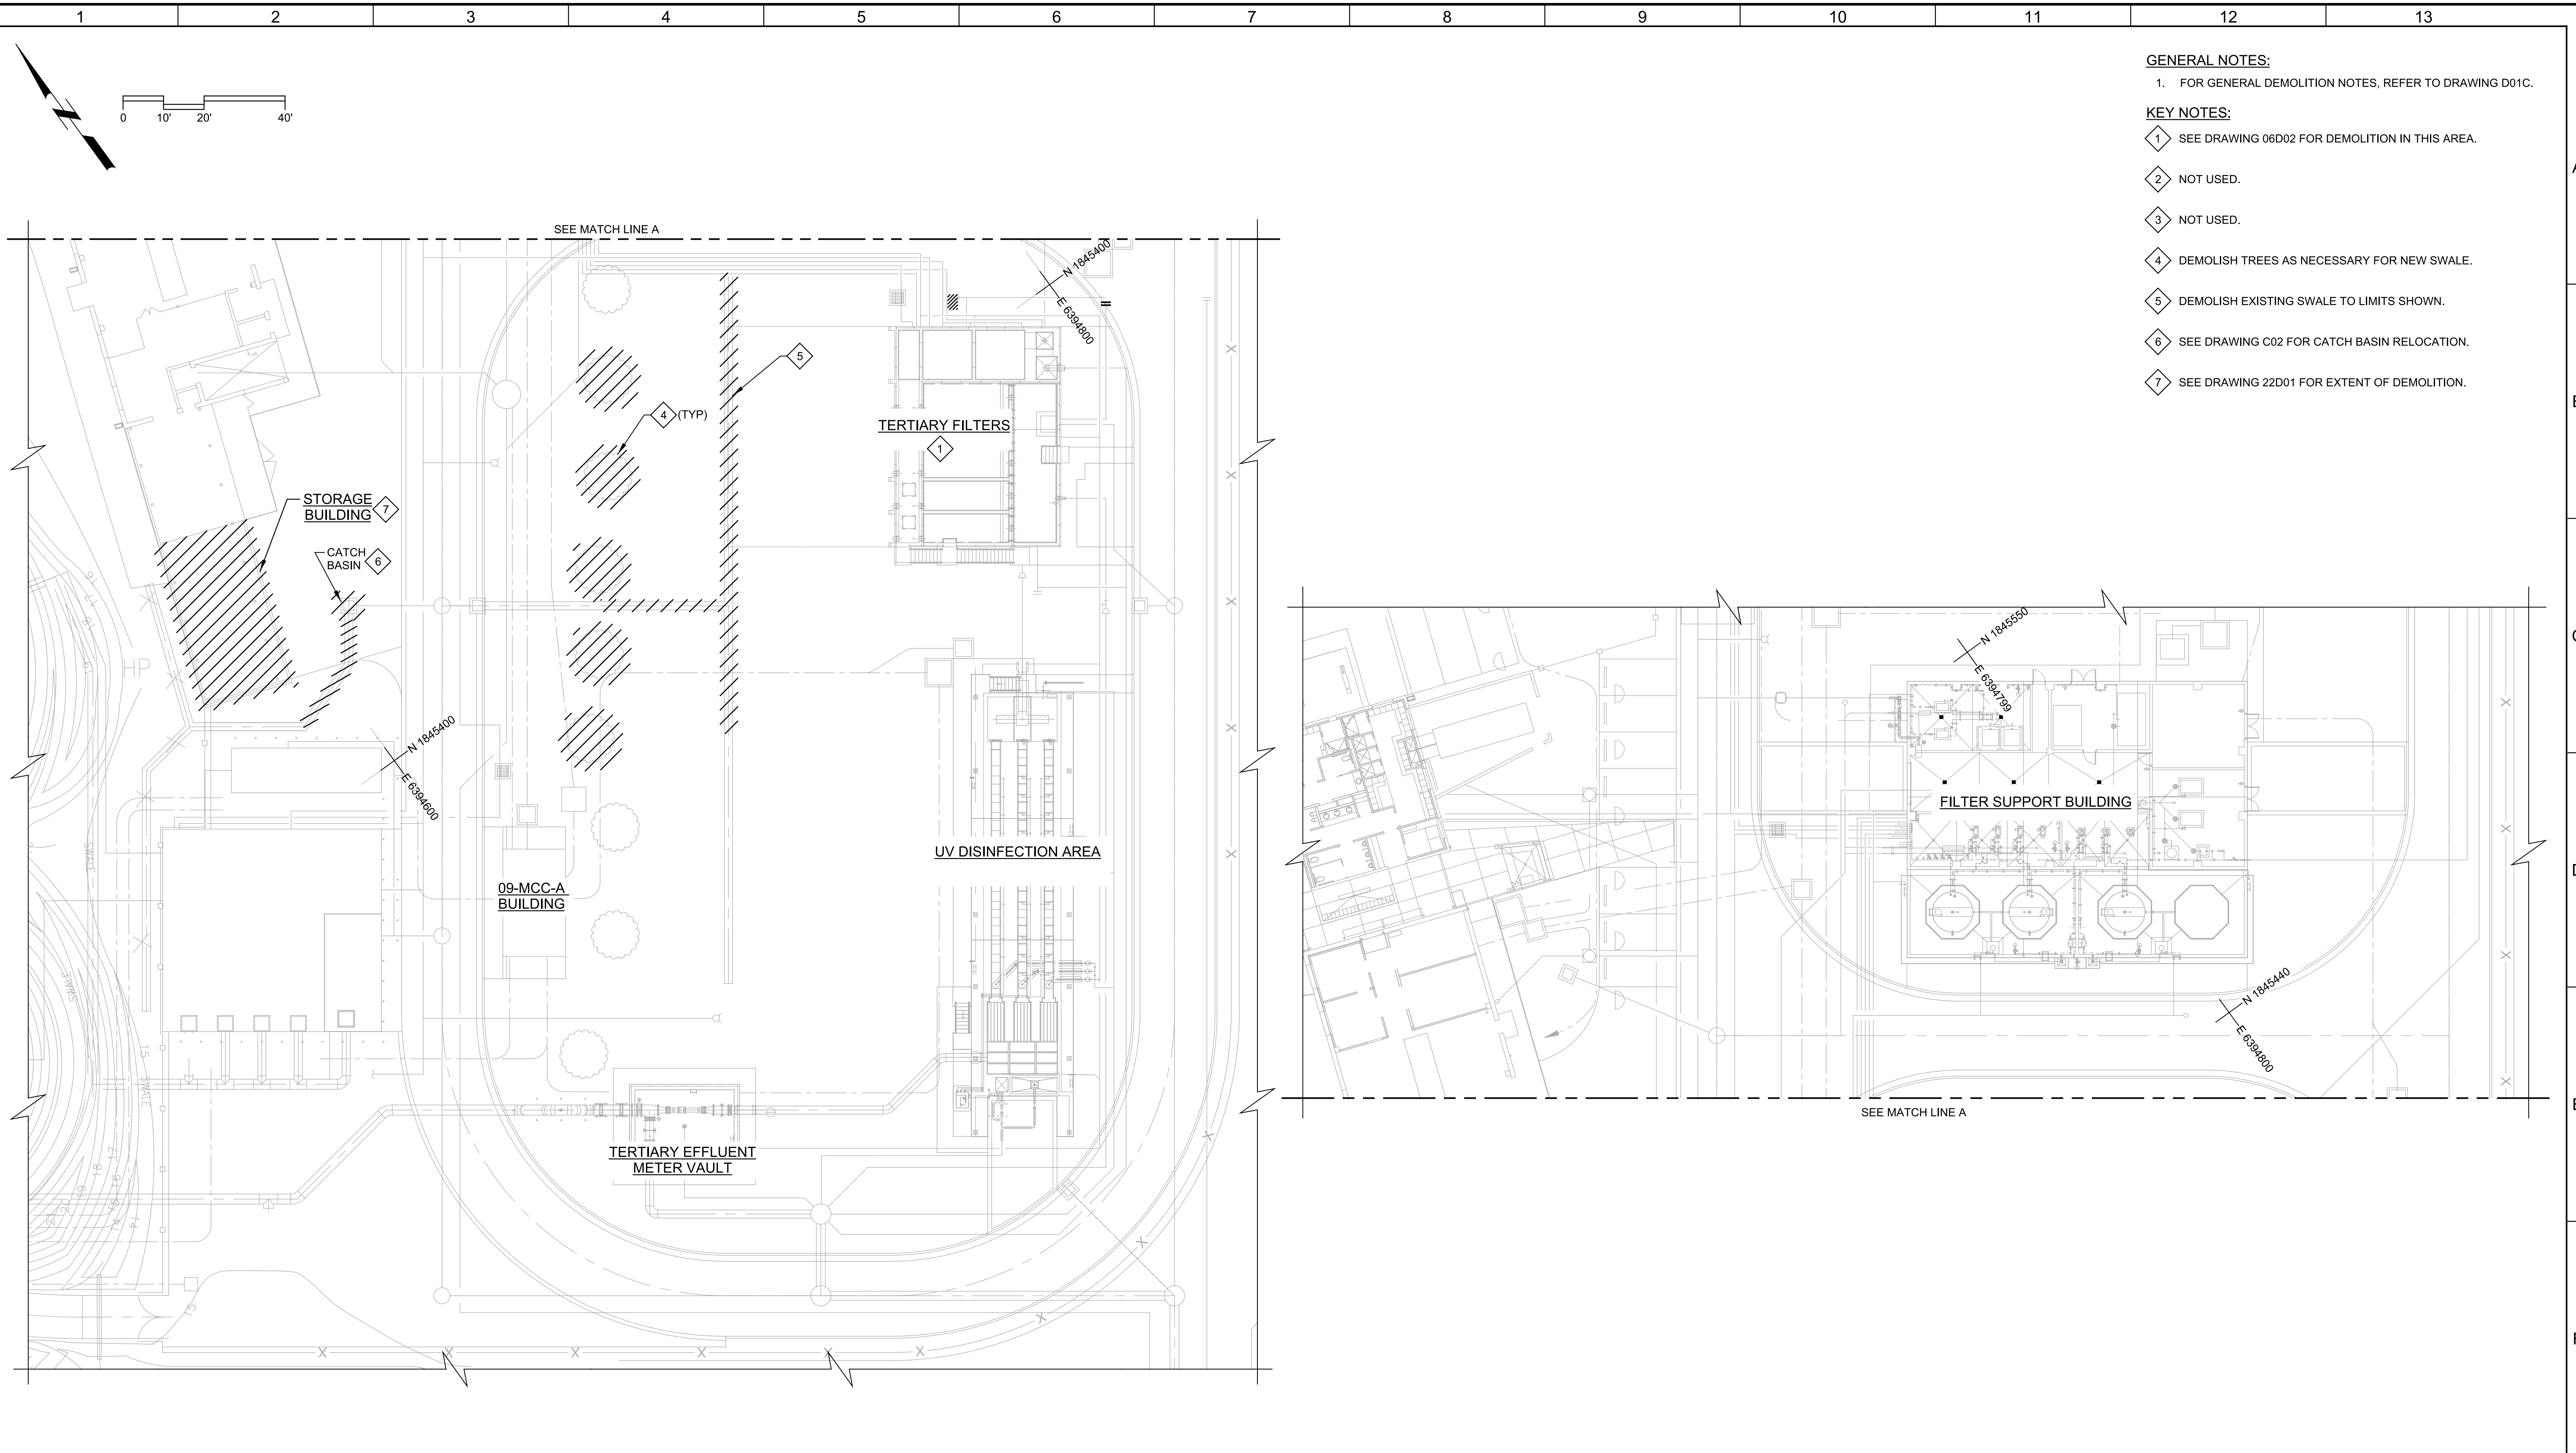 1 2 3 4 5 6 7 8 9 10 11 12 13
0 10' 20' 40'
GENERAL NOTES:
1. FOR GENERAL DEMOLITION NOTES, REFER TO DRAWING D01C.
KEY NOTES:
1 SEE DRAWING 06D02 FOR DEMOLITION IN THIS AREA.
2 NOT USED.
3 NOT USED.
4 DEMOLISH TREES AS NECESSARY FOR NEW SWALE.
5 DEMOLISH EXISTING SWALE TO LIMITS SHOWN.
6 SEE DRAWING C02 FOR CATCH BASIN RELOCATION.
7 SEE DRAWING 22D01 FOR EXTENT OF DEMOLITION.
SEE MATCH LINE A
N 1845400
E 6394800
5
4 (TYP)
TERTIARY FILTERS
1
STORAGE
BUILDING 7
CATCH
BASIN 6
HP
N 1845400
E 6394600
SWALE
SWALE
SWALE
09-MCC-A
BUILDING
UV DISINFECTION AREA
TERTIARY EFFLUENT
METER VAULT
N 1845550
E 6394799
FILTER SUPPORT BUILDING
N 1845440
E 6394800
SEE MATCH LINE A